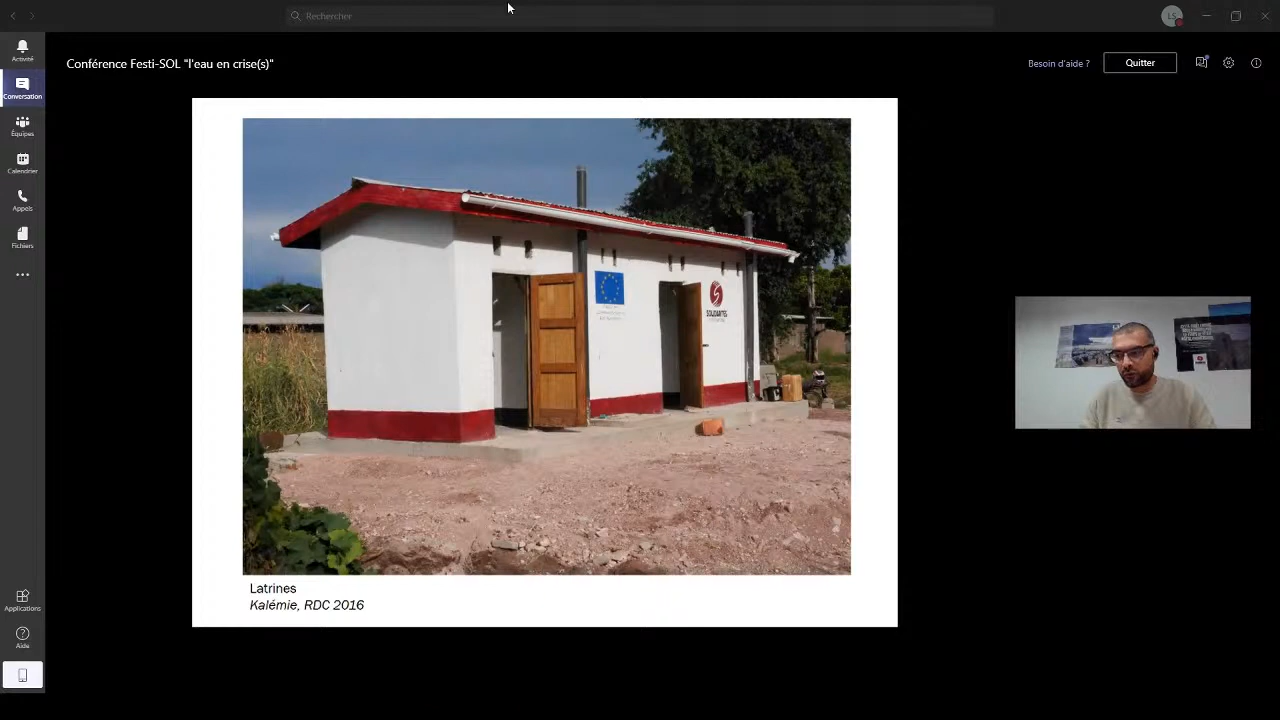 Rechercher
LS
Activité
Conférence Festi-SOL "l'eau en crise(s)"
Besoin d'aide ?
Quitter
Conversation
Équipes
Calendrier
Appels
Fichiers
SOLIDARITÉS
Latrines
Kalémie, RDC 2016
Applications
Aide